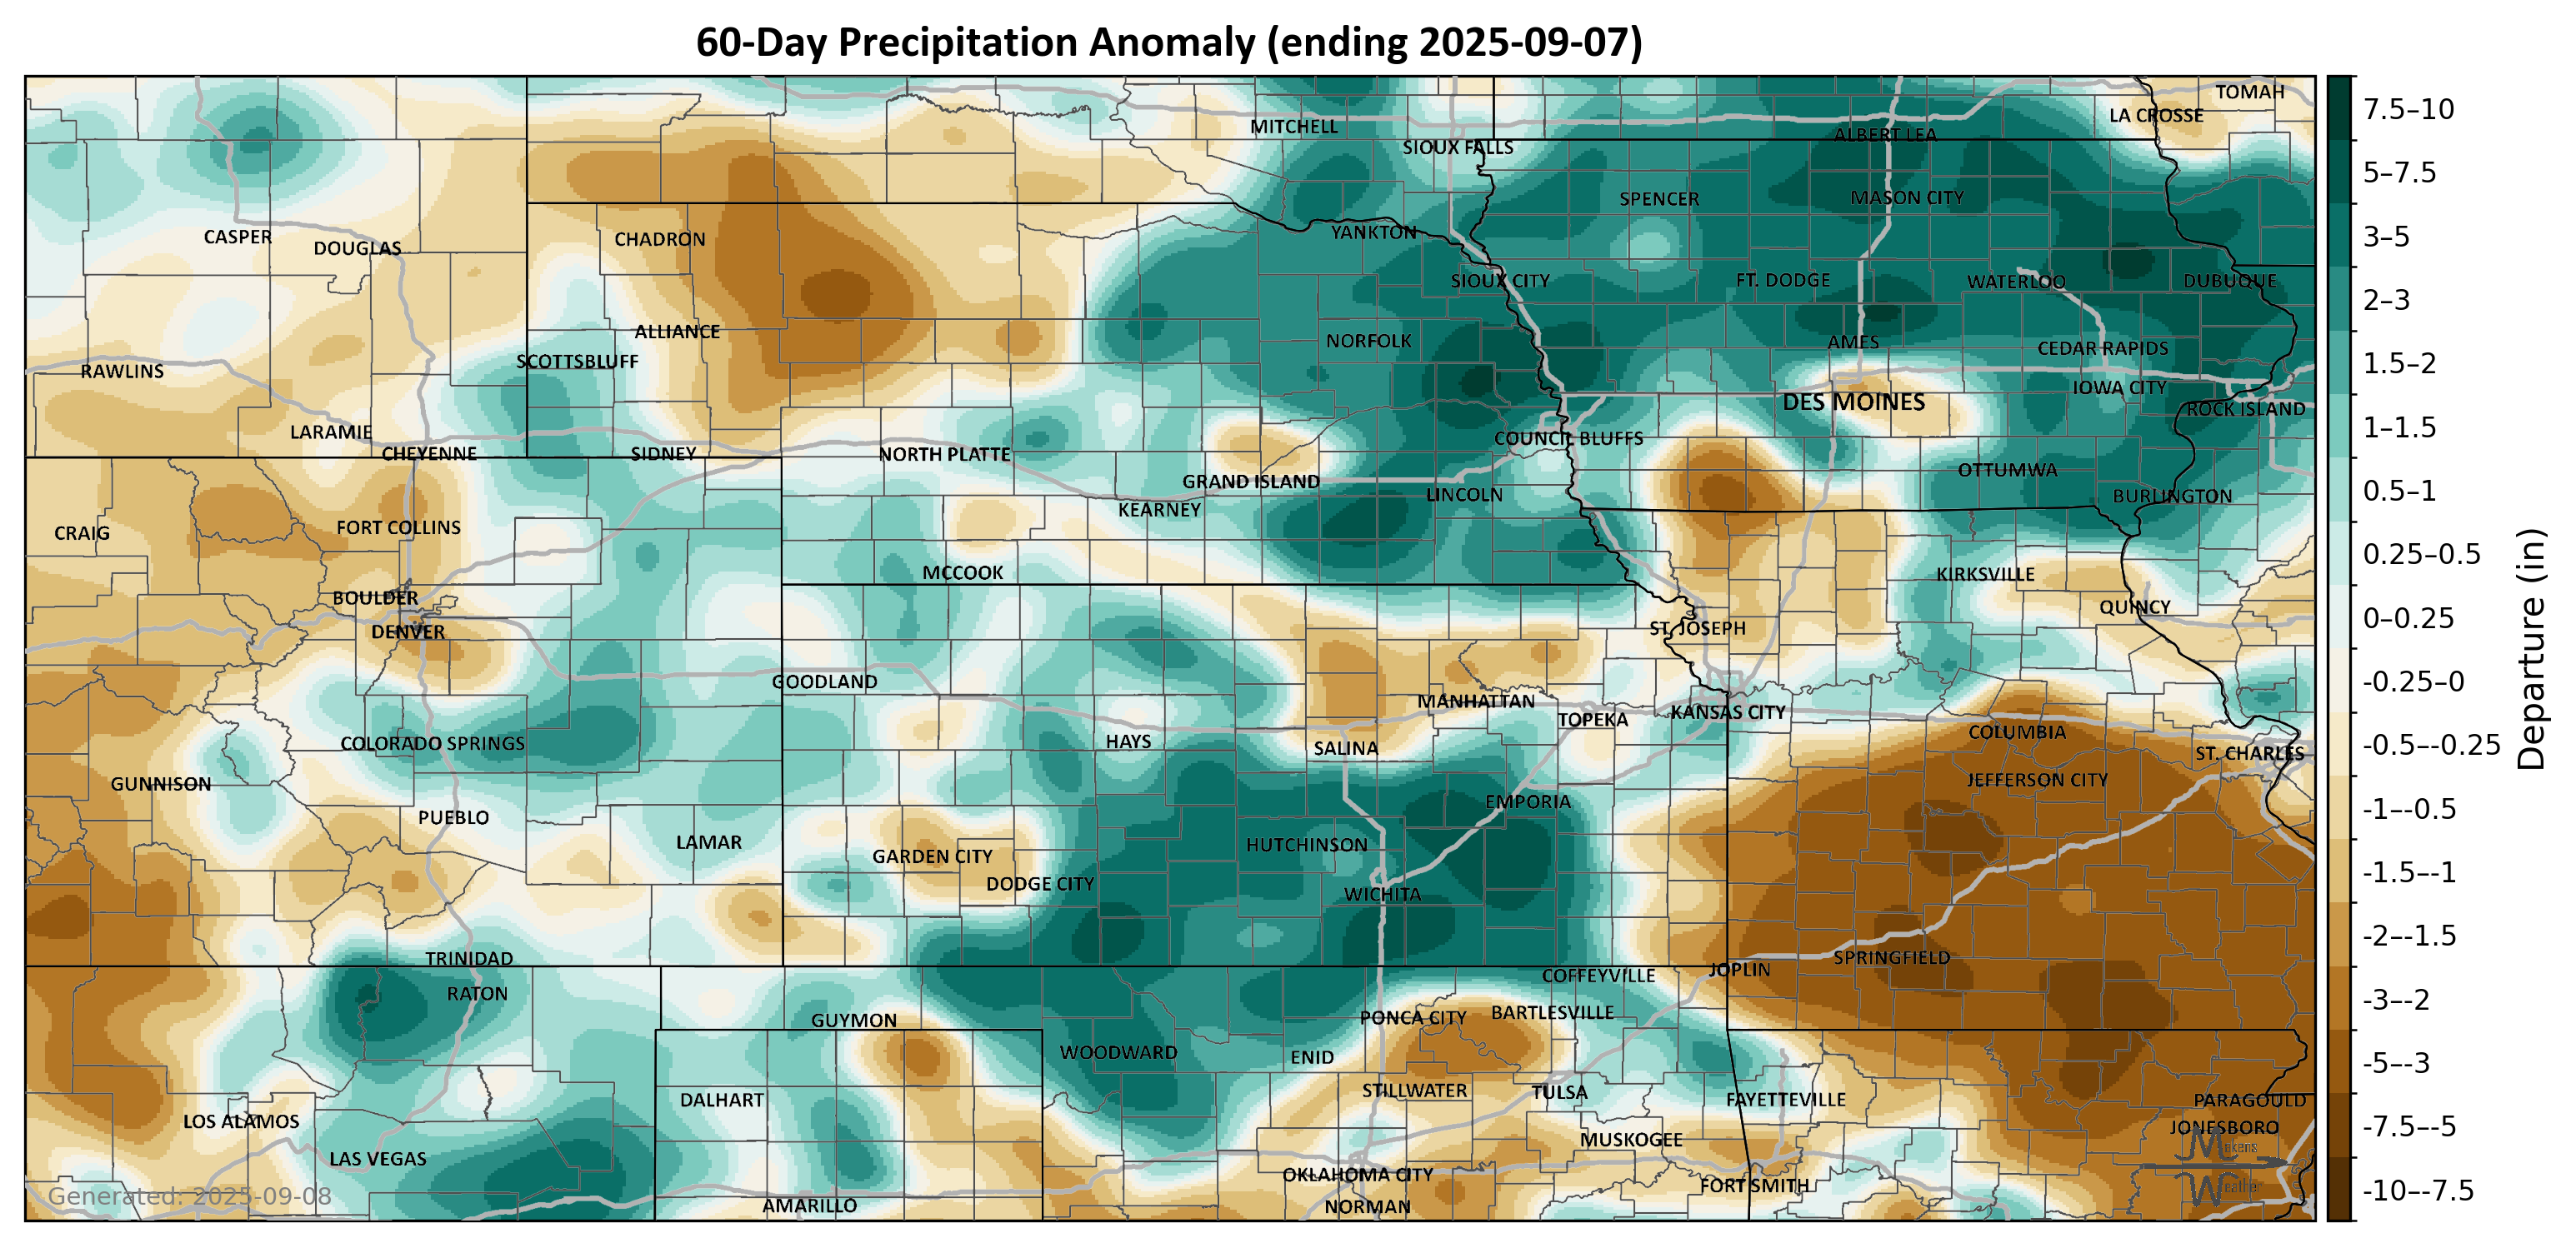 60-Day Precipitation Anomaly (ending 2025-09-07)
TOMAH
LA CROSSE
MITCHELL
ALBERT LEA
SIOUX FALLS
SPENCER
MASON CITY
CASPER
DOUGLAS
CHADRON
YANKTON
SIOUX CITY
FT. DODGE
WATERLOO
DUBUQUE
ALLIANCE
NORFOLK
AMES
CEDAR RAPIDS
SCOTTSBLUFF
RAWLINS
IOWA CITY
DES MOINES
ROCK ISLAND
LARAMIE
COUNCIL BLUFFS
CHEYENNE
SIDNEY
NORTH PLATTE
OTTUMWA
GRAND ISLAND
LINCOLN
BURLINGTON
KEARNEY
CRAIG
FORT COLLINS
MCCOOK
KIRKSVILLE
BOULDER
QUINCY
DENVER
ST. JOSEPH
GOODLAND
MANHATTAN
KANSAS CITY
TOPEKA
COLUMBIA
COLORADO SPRINGS
HAYS
SALINA
ST. CHARLES
GUNNISON
JEFFERSON CITY
EMPORIA
PUEBLO
LAMAR
HUTCHINSON
GARDEN CITY
DODGE CITY
WICHITA
TRINIDAD
SPRINGFIELD
JOPLIN
COFFEYVILLE
RATON
GUYMON
PONCA CITY
BARTLESVILLE
WOODWARD
ENID
STILLWATER
TULSA
DALHART
FAYETTEVILLE
PARAGOULD
LOS ALAMOS
JONESBORO
MUSKOGEE
LAS VEGAS
OKLAHOMA CITY
FORT SMITH
AMARILLO
NORMAN
Generated: 2025-09-08
Makens
Weather
7.5–10
5–7.5
3–5
2–3
1.5–2
1–1.5
0.5–1
0.25–0.5
0–0.25
-0.25–0
-0.5–-0.25
-1–-0.5
-1.5–-1
-2–-1.5
-3–-2
-5–-3
-7.5–-5
-10–-7.5
Departure (in)